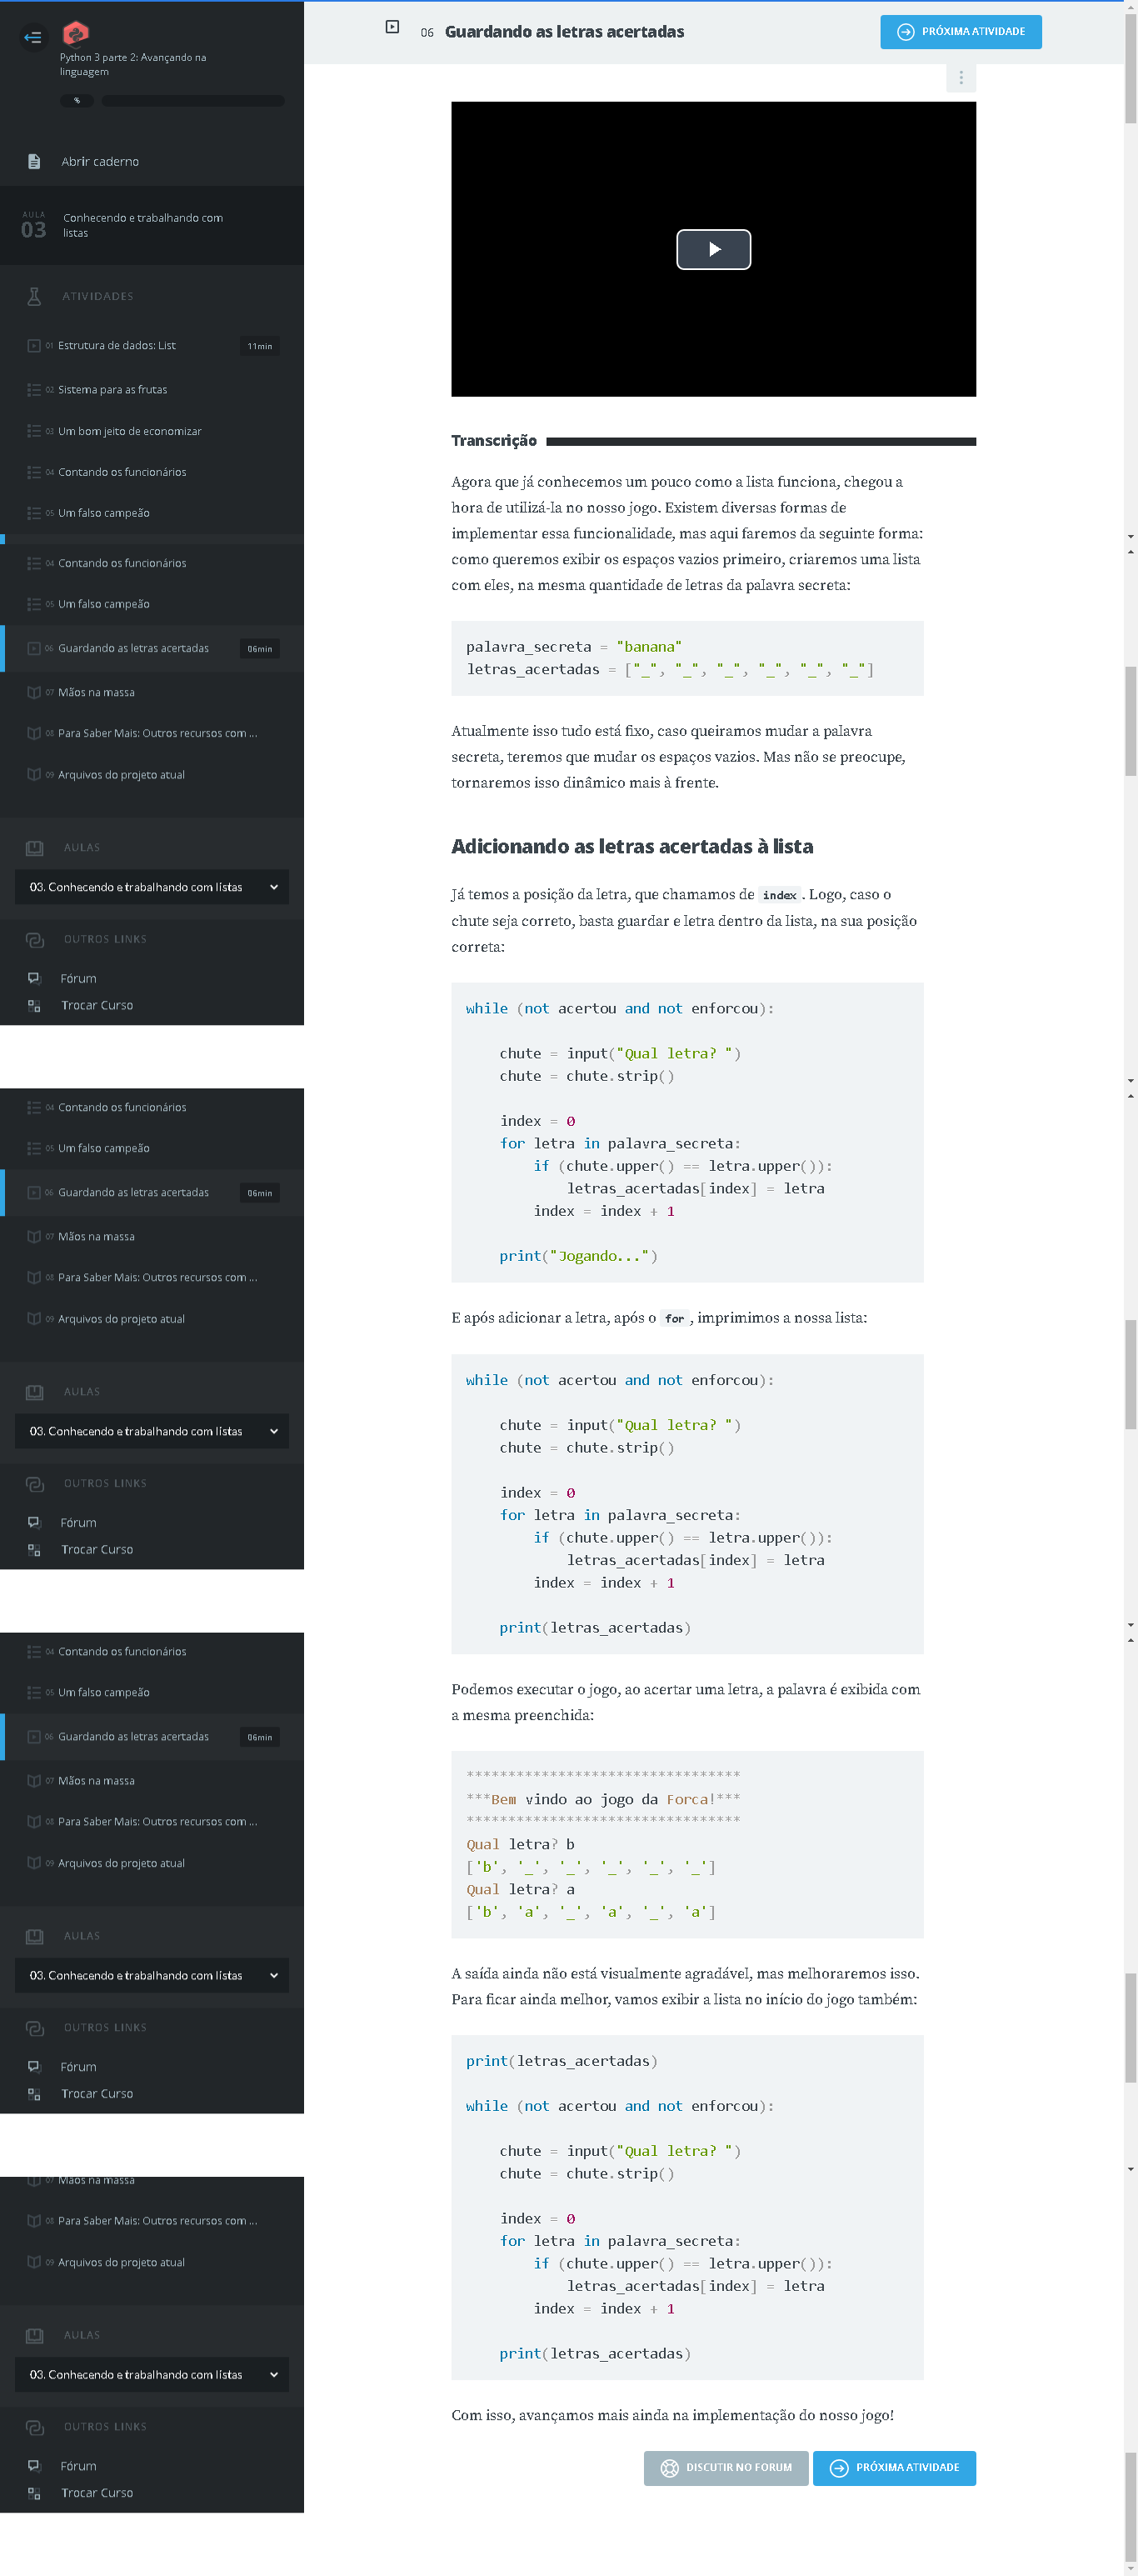 Python 3 parte 2: Avançando na
linguagem
%
Abrir caderno
AULA
03
Conhecendo e trabalhando com
listas
ATIVIDADES
01 Estrutura de dados: List 11min
02 Sistema para as frutas
03 Um bom jeito de economizar
04 Contando os funcionários
05 Um falso campeão
04 Contando os funcionários
05 Um falso campeão
06 Guardando as letras acertadas 06min
07 Mãos na massa
08 Para Saber Mais: Outros recursos com ...
09 Arquivos do projeto atual
AULAS
03. Conhecendo e trabalhando com listas
OUTROS LINKS
Fórum
Trocar Curso
04 Contando os funcionários
05 Um falso campeão
06 Guardando as letras acertadas 06min
07 Mãos na massa
08 Para Saber Mais: Outros recursos com ...
09 Arquivos do projeto atual
AULAS
03. Conhecendo e trabalhando com listas
OUTROS LINKS
Fórum
Trocar Curso
04 Contando os funcionários
05 Um falso campeão
06 Guardando as letras acertadas 06min
07 Mãos na massa
08 Para Saber Mais: Outros recursos com ...
09 Arquivos do projeto atual
AULAS
03. Conhecendo e trabalhando com listas
OUTROS LINKS
Fórum
Trocar Curso
07 Mãos na massa
08 Para Saber Mais: Outros recursos com ...
09 Arquivos do projeto atual
AULAS
03. Conhecendo e trabalhando com listas
OUTROS LINKS
Fórum
Trocar Curso
06 Guardando as letras acertadas
PRÓXIMA ATIVIDADE
Transcrição
Agora que já conhecemos um pouco como a lista funciona, chegou a
hora de utilizá-la no nosso jogo. Existem diversas formas de
implementar essa funcionalidade, mas aqui faremos da seguinte forma:
como queremos exibir os espaços vazios primeiro, criaremos uma lista
com eles, na mesma quantidade de letras da palavra secreta:
palavra_secreta = "banana"
letras_acertadas = ["_", "_", "_", "_", "_", "_"]
Atualmente isso tudo está fixo, caso queiramos mudar a palavra
secreta, teremos que mudar os espaços vazios. Mas não se preocupe,
tornaremos isso dinâmico mais à frente.
Adicionando as letras acertadas à lista
Já temos a posição da letra, que chamamos de index. Logo, caso o
chute seja correto, basta guardar e letra dentro da lista, na sua posição
correta:
while (not acertou and not enforcou):
    chute = input("Qual letra? ")
    chute = chute.strip()
    index = 0
    for letra in palavra_secreta:
        if (chute.upper() == letra.upper()):
            letras_acertadas[index] = letra
        index = index + 1
    print("Jogando...")
E após adicionar a letra, após o for, imprimimos a nossa lista:
while (not acertou and not enforcou):
    chute = input("Qual letra? ")
    chute = chute.strip()
    index = 0
    for letra in palavra_secreta:
        if (chute.upper() == letra.upper()):
            letras_acertadas[index] = letra
        index = index + 1
    print(letras_acertadas)
Podemos executar o jogo, ao acertar uma letra, a palavra é exibida com
a mesma preenchida:
*********************************
***Bem vindo ao jogo da Forca!***
*********************************
Qual letra? b
['b', '_', '_', '_', '_', '_']
Qual letra? a
['b', 'a', '_', 'a', '_', 'a']
A saída ainda não está visualmente agradável, mas melhoraremos isso.
Para ficar ainda melhor, vamos exibir a lista no início do jogo também:
print(letras_acertadas)
while (not acertou and not enforcou):
    chute = input("Qual letra? ")
    chute = chute.strip()
    index = 0
    for letra in palavra_secreta:
        if (chute.upper() == letra.upper()):
            letras_acertadas[index] = letra
        index = index + 1
    print(letras_acertadas)
Com isso, avançamos mais ainda na implementação do nosso jogo!
DISCUTIR NO FORUM
PRÓXIMA ATIVIDADE